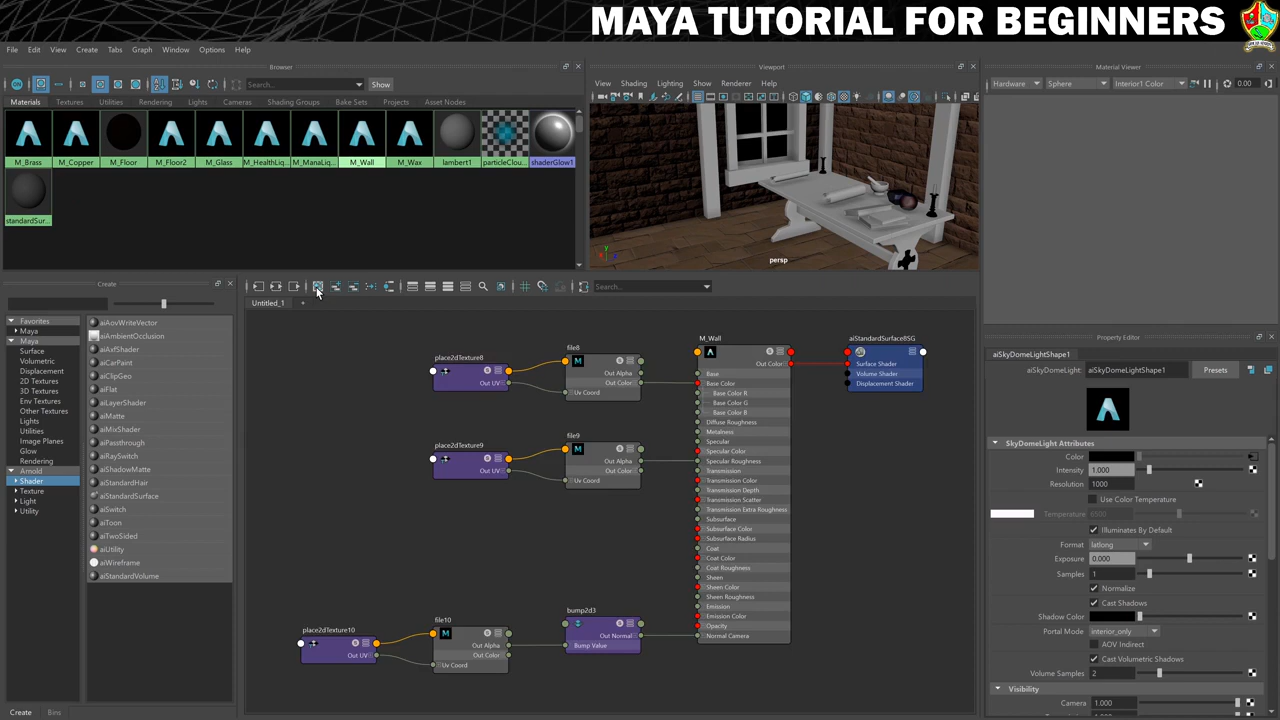 MAYA TUTORIAL FOR BEGINNERS
File Edit View Create Tabs Graph Window Options Help
Browser
Viewport
Material Viewer
ON
Search...
Show
View Shading Lighting Show Renderer Help
Hardware
Sphere
Interior1 Color
0.00
Materials Textures Utilities Rendering Lights Cameras Shading Groups Bake Sets Projects Asset Nodes
M_Brass M_Copper M_Floor M_Floor2 M_Glass M_HealthLiq... M_ManaLiq... M_Wall M_Wax lambert1 particleClou... shaderGlow1
standardSur...
y
persp
Create
Search...
Untitled_1
+
Favorites
Maya
Maya
Surface
Volumetric
Displacement
2D Textures
3D Textures
Env Textures
Other Textures
Lights
Utilities
Image Planes
Glow
Rendering
Arnold
Shader
Texture
Light
Utility
aiAovWriteVector
aiAmbientOcclusion
aiAxfShader
aiCarPaint
aiClipGeo
aiFlat
aiLayerShader
aiMatte
aiMixShader
aiPassthrough
aiRaySwitch
aiShadowMatte
aiStandardHair
aiStandardSurface
aiSwitch
aiToon
aiTwoSided
aiUtility
aiWireframe
aiStandardVolume
place2dTexture8
Out UV
file8
M
Out Alpha
Out Color
Uv Coord
place2dTexture9
Out UV
file9
M
Out Alpha
Out Color
Uv Coord
place2dTexture10
Out UV
file10
M
Out Alpha
Out Color
Uv Coord
bump2d3
Out Normal
Bump Value
M_Wall
Out Color
Base
Base Color
Base Color R
Base Color G
Base Color B
Diffuse Roughness
Metalness
Specular
Specular Color
Specular Roughness
Transmission
Transmission Color
Transmission Depth
Transmission Scatter
Transmission Extra Roughness
Subsurface
Subsurface Color
Subsurface Radius
Coat
Coat Color
Coat Roughness
Sheen
Sheen Color
Sheen Roughness
Emission
Emission Color
Opacity
Normal Camera
aiStandardSurface8SG
Surface Shader
Volume Shader
Displacement Shader
Property Editor
aiSkyDomeLightShape1
aiSkyDomeLight: aiSkyDomeLightShape1
Presets
SkyDomeLight Attributes
Color
Intensity 1.000
Resolution 1000
Use Color Temperature
Temperature 6500
Illuminates By Default
Format latlong
Exposure 0.000
Samples 1
Normalize
Cast Shadows
Shadow Color
Portal Mode interior_only
AOV Indirect
Cast Volumetric Shadows
Volume Samples 2
Visibility
Camera 1.000
Create Bins